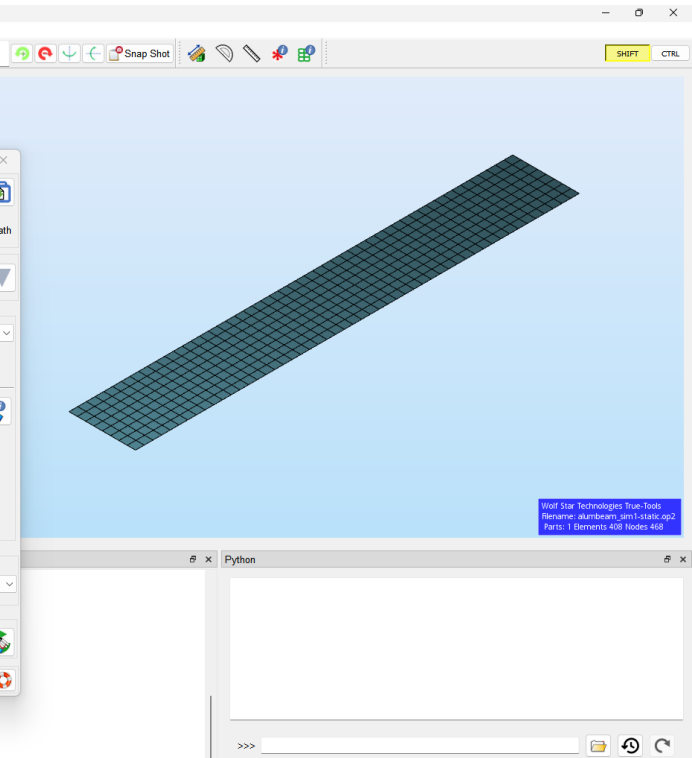 Snap Shot
SHIFT
CTRL
ath
Wolf Star Technologies True-Tools
Filename: alumbeam_sim1-static.op2
Parts: 1 Elements 408 Nodes 468
Python
>>>